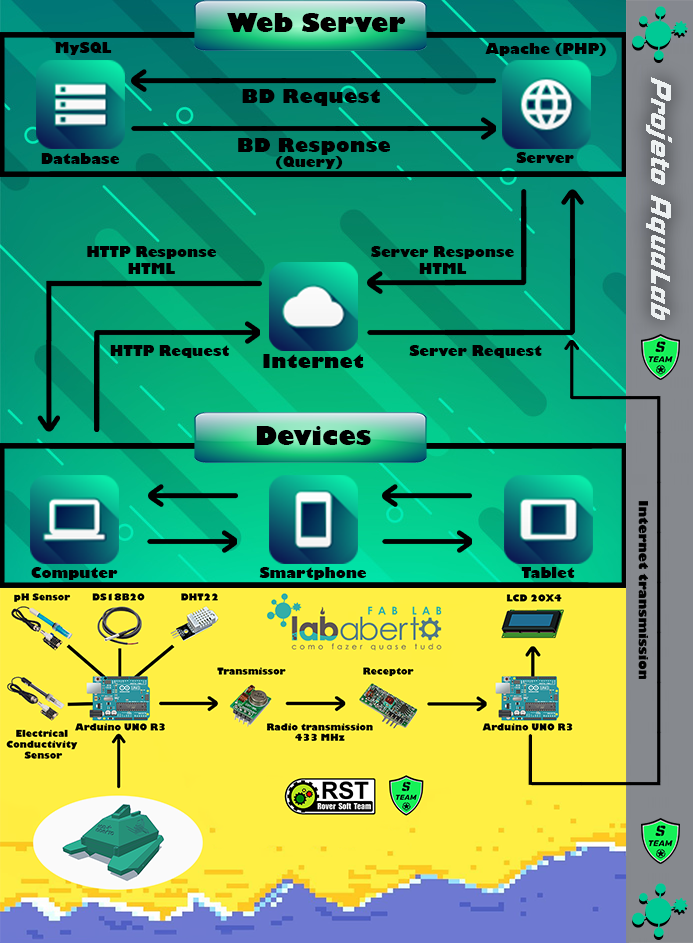 Web Server
MySQL
Apache (PHP)
BD Request
BD Response
(Query)
Database
Server
Projeto AquaLab
HTTP Response
HTML
Server Response
HTML
HTTP Request
Internet
Server Request
S
TEAM
Devices
Computer
Smartphone
Tablet
Internet transmission
pH Sensor
DS18B20
DHT22
FAB LAB
lababerto
como fazer quase tudo
LCD 20X4
Transmissor
Receptor
Arduino UNO R3
Radio transmission
433 MHz
Arduino UNO R3
Electrical
Conductivity
Sensor
RST
Rover Soft Team
S
TEAM
S
TEAM